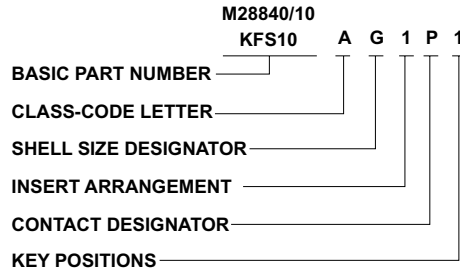 M28840/10
KFS10 A G 1 P 1
BASIC PART NUMBER
CLASS-CODE LETTER
SHELL SIZE DESIGNATOR
INSERT ARRANGEMENT
CONTACT DESIGNATOR
KEY POSITIONS